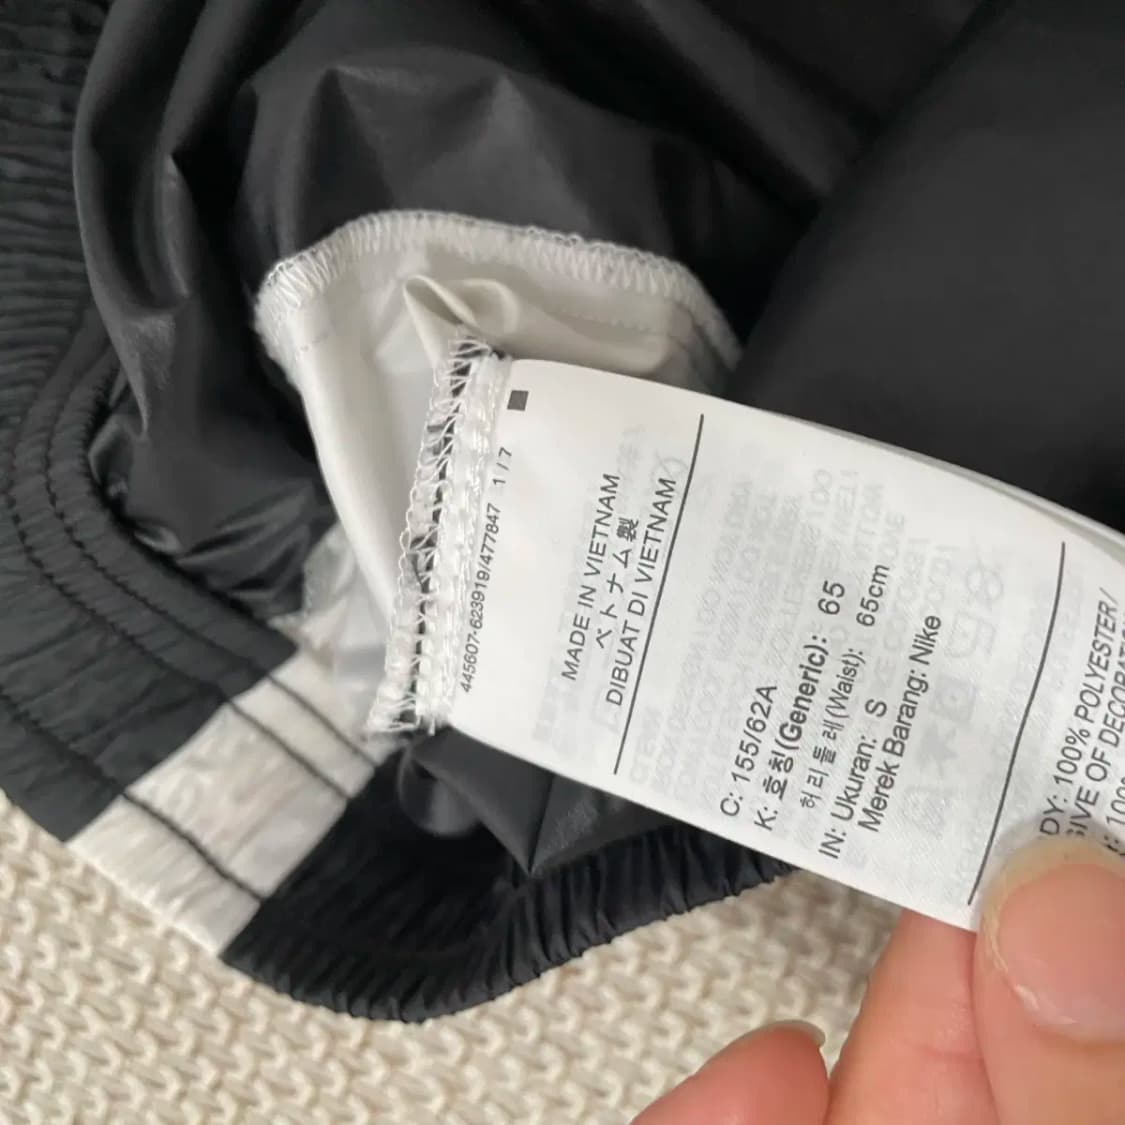 445607-623919/477847 1/7
MADE IN VIETNAM
ベトナム製
DIBUAT DI VIETNAM
C: 155/62A
K: 호칭(Generic): 65
허리둘레(Waist): 65cm
IN: Ukuran: S
Merek Barang: Nike
DY: 100% POLYESTER/
SIVE OF DECORATION